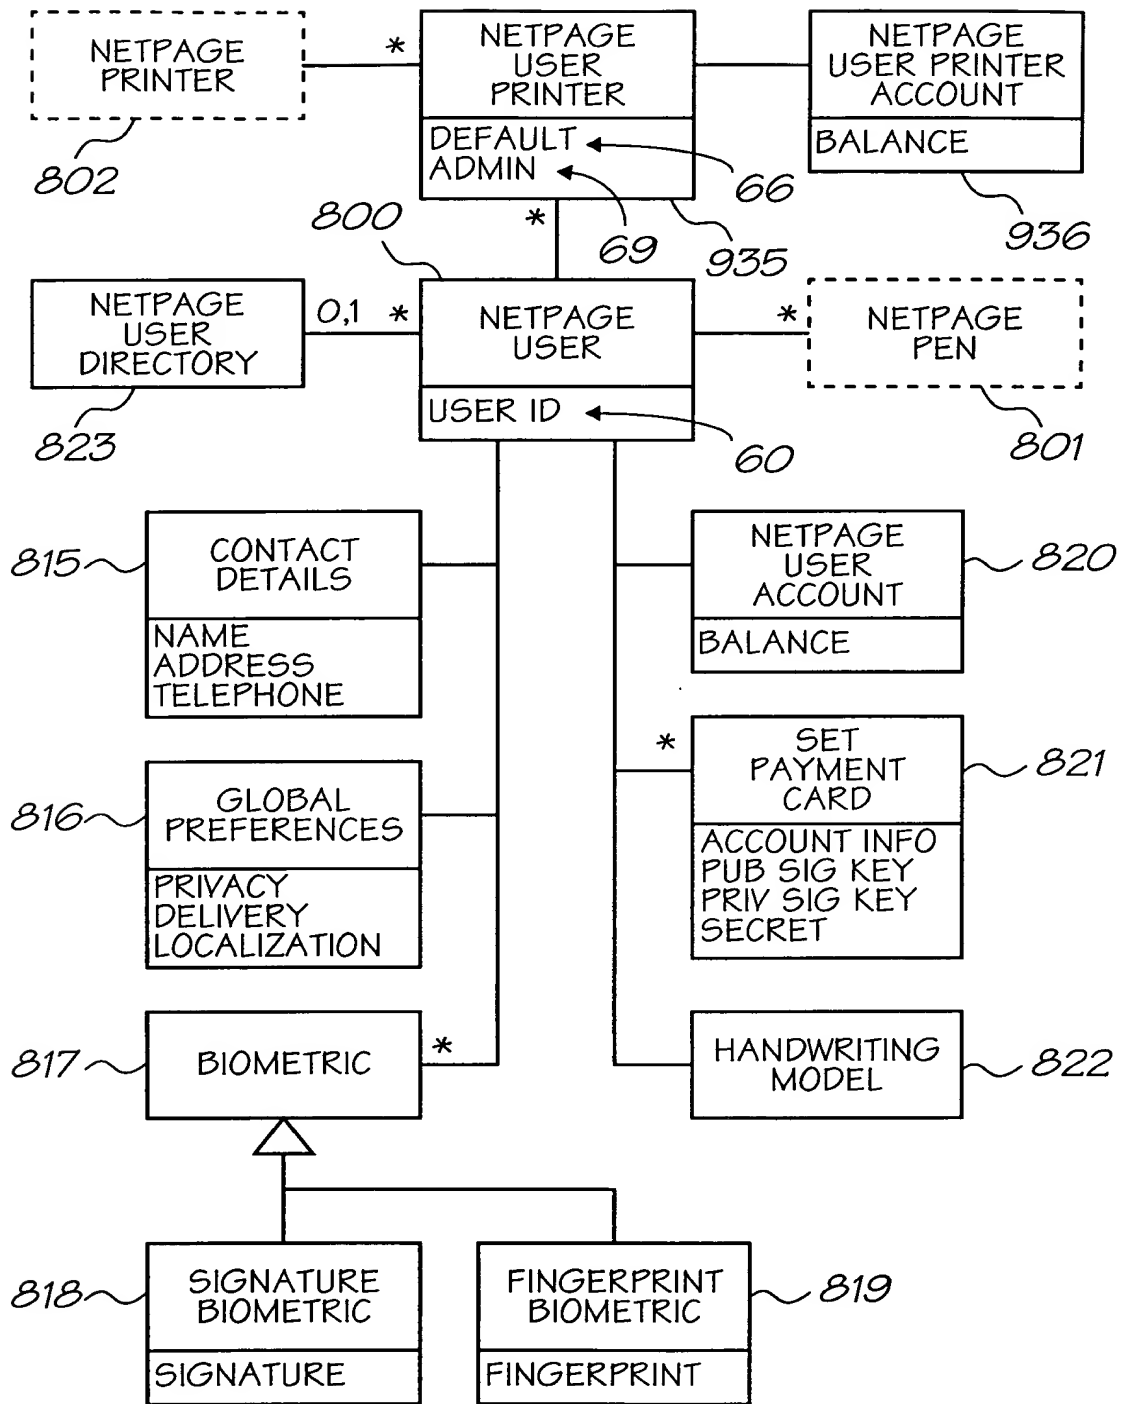 NETPAGE
PRINTER
802
*
NETPAGE
USER
PRINTER
DEFAULT
ADMIN
66
69
935
NETPAGE
USER PRINTER
ACCOUNT
BALANCE
936
*
800
NETPAGE
USER
DIRECTORY
823
0,1
*
NETPAGE
USER
USER ID
60
*
NETPAGE
PEN
801
815
CONTACT
DETAILS
NAME
ADDRESS
TELEPHONE
NETPAGE
USER
ACCOUNT
BALANCE
820
816
GLOBAL
PREFERENCES
PRIVACY
DELIVERY
LOCALIZATION
*
SET
PAYMENT
CARD
ACCOUNT INFO
PUB SIG KEY
PRIV SIG KEY
SECRET
821
817
BIOMETRIC
*
HANDWRITING
MODEL
822
818
SIGNATURE
BIOMETRIC
SIGNATURE
FINGERPRINT
BIOMETRIC
FINGERPRINT
819